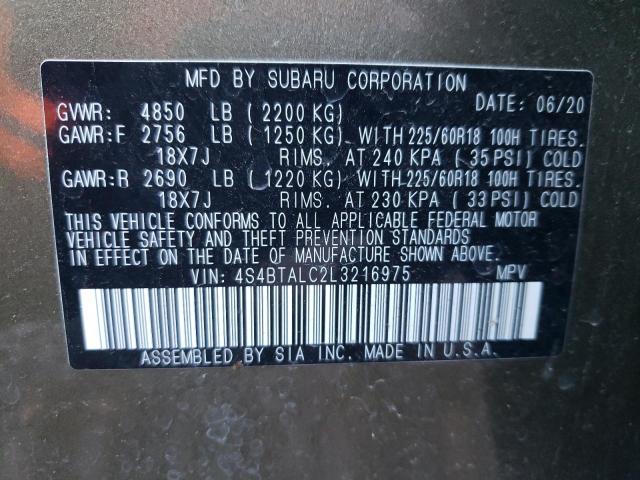 MFD BY SUBARU CORPORATION
DATE: 06/20
GVWR: 4850 LB (2200 KG)
GAWR:F 2756 LB (1250 KG) WITH 225/60R18 100H TIRES.
18X7J RIMS. AT 240 KPA (35 PSI) COLD
GAWR:R 2690 LB (1220 KG) WITH 225/60R18 100H TIRES.
18X7J RIMS. AT 230 KPA (33 PSI) COLD
THIS VEHICLE CONFORMS TO ALL APPLICABLE FEDERAL MOTOR
VEHICLE SAFETY AND THEFT PREVENTION STANDARDS
IN EFFECT ON THE DATE OF MANUFACTURE SHOWN ABOVE.
VIN: 4S4BTALC2L3216975 MPV
ASSEMBLED BY SIA INC. MADE IN U.S.A.